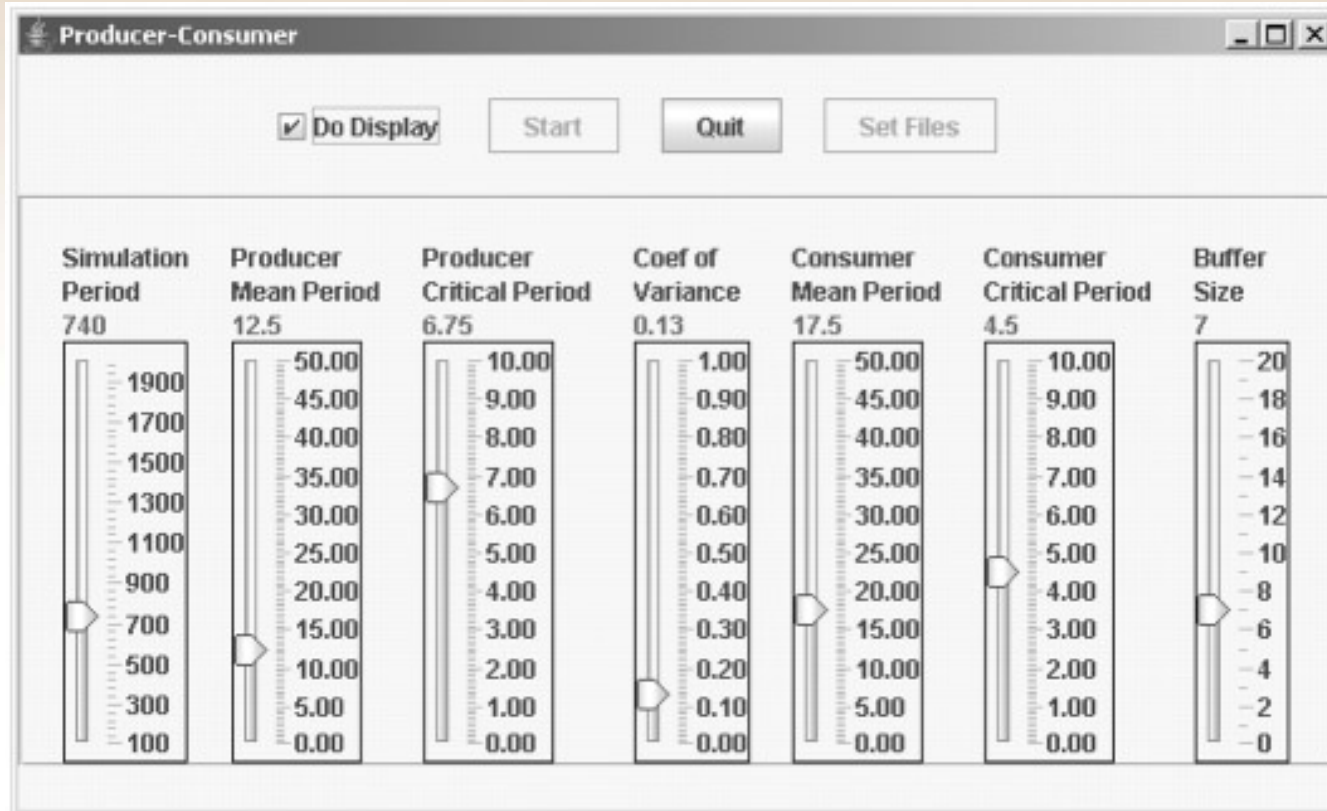 Producer-Consumer
Do Display Start Quit Set Files
Simulation Producer Producer Coef of Consumer Consumer Buffer
Period Mean Period Critical Period Variance Mean Period Critical Period Size
740 12.5 6.75 0.13 17.5 4.5 7
1900 50.00 10.00 1.00 50.00 10.00 20
1700 45.00 9.00 0.90 45.00 9.00 18
1500 40.00 8.00 0.80 40.00 8.00 16
1300 35.00 7.00 0.70 35.00 7.00 14
1100 30.00 6.00 0.60 30.00 6.00 12
900 25.00 5.00 0.50 25.00 5.00 10
700 20.00 4.00 0.40 20.00 4.00 8
500 15.00 3.00 0.30 15.00 3.00 6
300 10.00 2.00 0.20 10.00 2.00 4
100 5.00 1.00 0.10 5.00 1.00 2
0.00 0.00 0.00 0.00 0.00 0